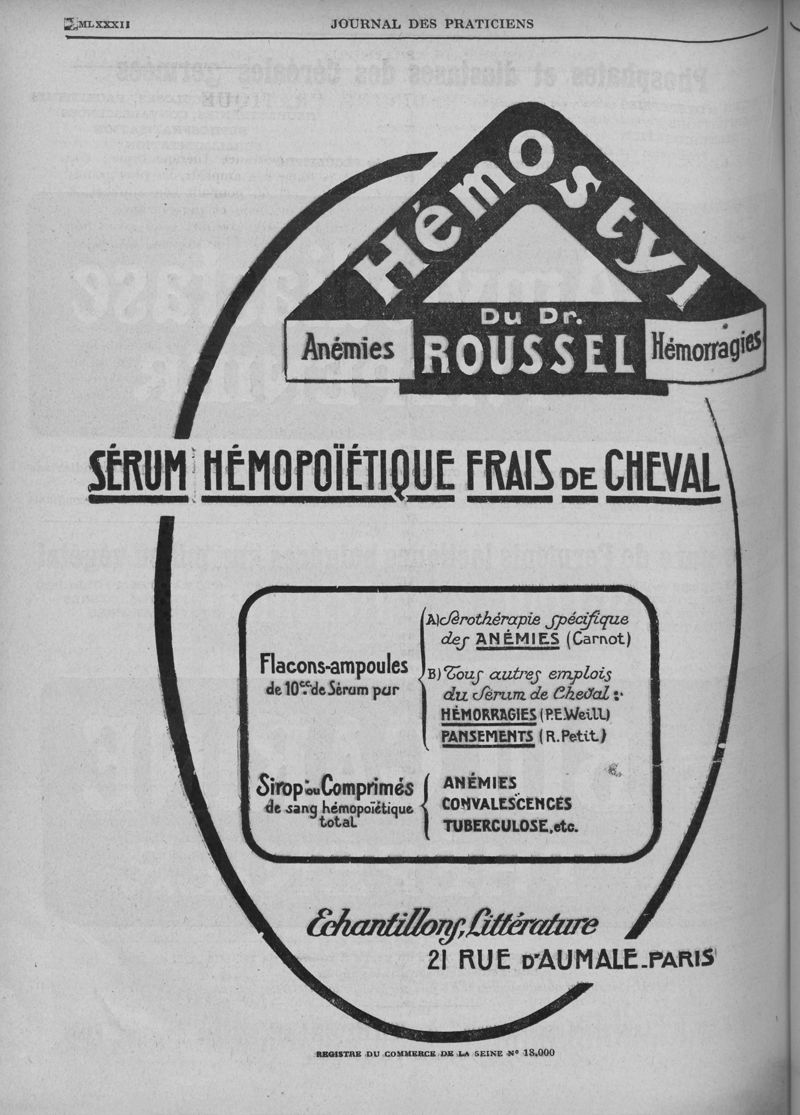 MLXXXII
JOURNAL DES PRATICIENS
Hémostyl
Du Dr.
ROUSSEL
Anémies
Hémorragies
SÉRUM HÉMOPOÏÉTIQUE FRAIS DE CHEVAL
Flacons-ampoules
de 10cc. de Sérum pur
A) Sérothérapie spécifique
des ANÉMIES (Carnot)
B) Tous autres emplois
du Sérum de Cheval :
HÉMORRAGIES (P.E. Weill)
PANSEMENTS (R. Petit)
Sirop ou Comprimés
de sang hémopoïétique
total
ANÉMIES
CONVALESCENCES
TUBERCULOSE, etc.
Echantillons, Littérature
21 RUE D'AUMALE_PARIS
REGISTRE DU COMMERCE DE LA SEINE Nº 13,000